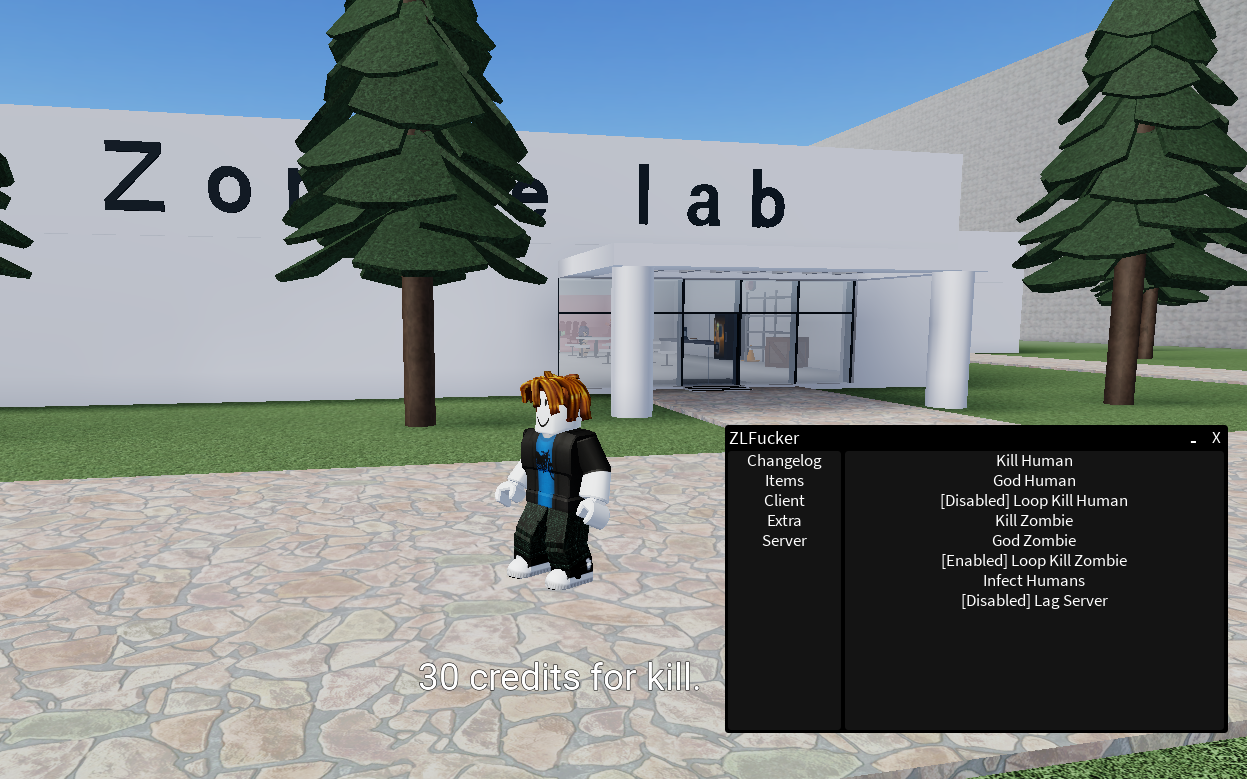 Zo e lab
ZLFucker
- X
Changelog
Items
Client
Extra
Server
Kill Human
God Human
[Disabled] Loop Kill Human
Kill Zombie
God Zombie
[Enabled] Loop Kill Zombie
Infect Humans
[Disabled] Lag Server
30 credits for kill.